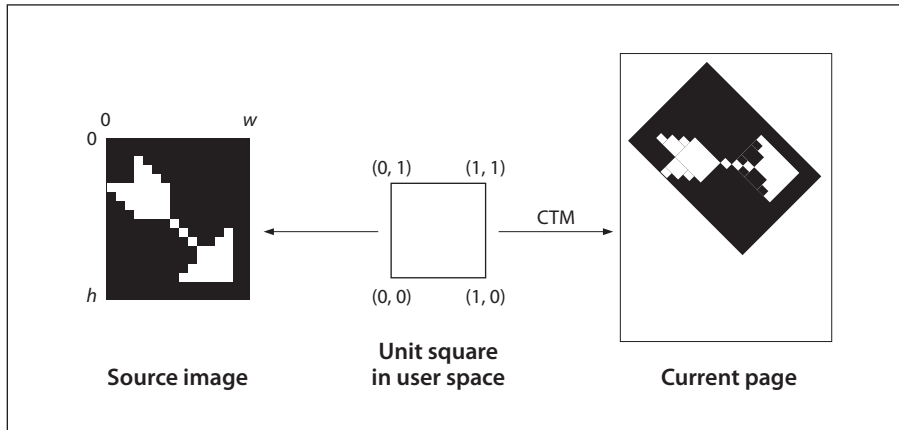 0 w
0
h
Source image
(0, 1) (1, 1)
(0, 0) (1, 0)
Unit square
in user space
CTM
Current page